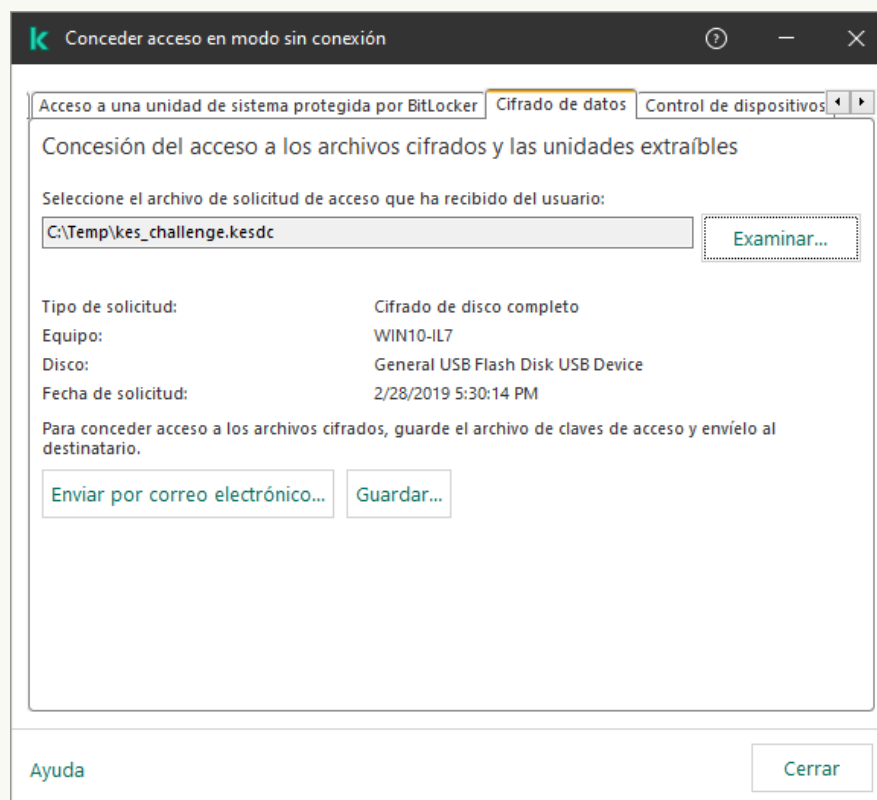 Conceder acceso en modo sin conexión
Acceso a una unidad de sistema protegida por BitLocker
Cifrado de datos
Control de dispositivos
Concesión del acceso a los archivos cifrados y las unidades extraíbles
Seleccione el archivo de solicitud de acceso que ha recibido del usuario:
C:\Temp\kes_challenge.kesdc
Examinar...
Tipo de solicitud: Cifrado de disco completo
Equipo: WIN10-IL7
Disco: General USB Flash Disk USB Device
Fecha de solicitud: 2/28/2019 5:30:14 PM
Para conceder acceso a los archivos cifrados, guarde el archivo de claves de acceso y envíelo al
destinatario.
Enviar por correo electrónico... Guardar...
Ayuda
Cerrar